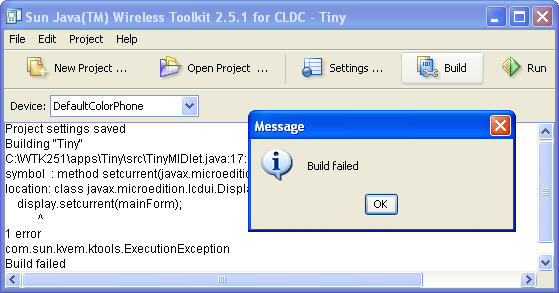 Sun Java(TM) Wireless Toolkit 2.5.1 for CLDC - Tiny
File Edit Project Help
New Project ... Open Project ... Settings ... Build Run
Device: DefaultColorPhone
Project settings saved
Building "Tiny"
C:\WTK251\apps\Tiny\src\TinyMIDlet.java:17:
symbol : method setcurrent(javax.microedition
location: class javax.microedition.lcdui.Displa
display.setcurrent(mainForm);
^
1 error
com.sun.kvem.ktools.ExecutionException
Build failed
Message
Build failed
OK